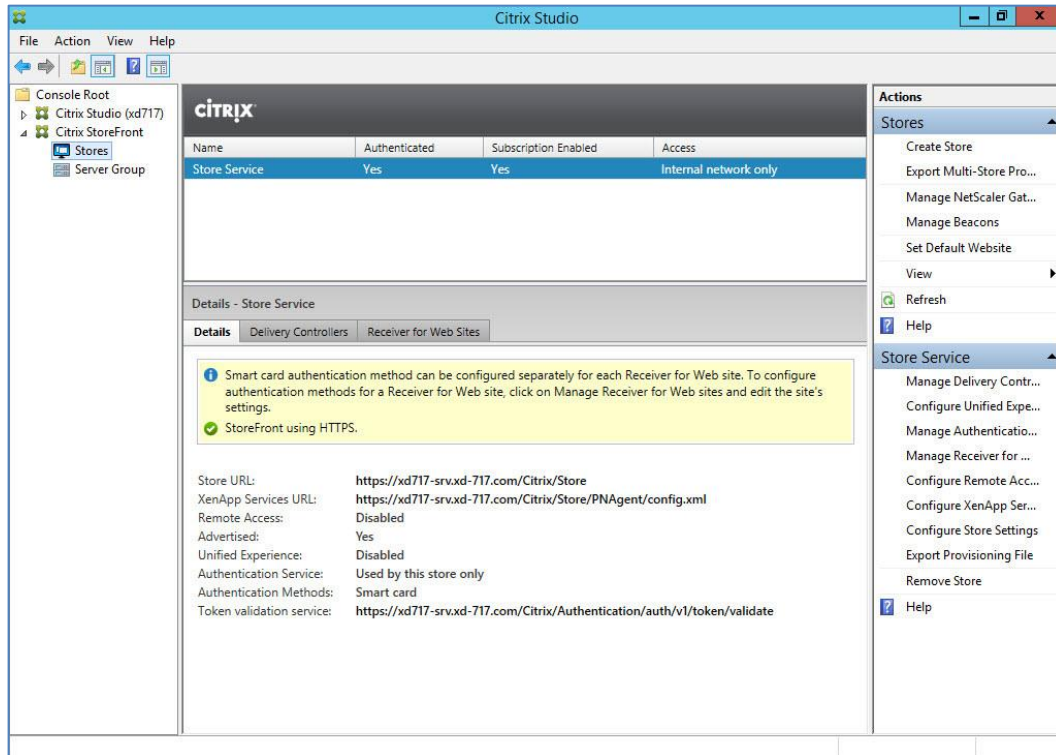 Citrix Studio
File Action View Help
Console Root
Citrix Studio (xd717)
Citrix StoreFront
Stores
Server Group
CITRIX
Name Authenticated Subscription Enabled Access
Store Service Yes Yes Internal network only
Details - Store Service
Details Delivery Controllers Receiver for Web Sites
Smart card authentication method can be configured separately for each Receiver for Web site. To configure
authentication methods for a Receiver for Web site, click on Manage Receiver for Web sites and edit the site's
settings.
StoreFront using HTTPS.
Store URL: https://xd717-srv.xd-717.com/Citrix/Store
XenApp Services URL: https://xd717-srv.xd-717.com/Citrix/Store/PNAgent/config.xml
Remote Access: Disabled
Advertised: Yes
Unified Experience: Disabled
Authentication Service: Used by this store only
Authentication Methods: Smart card
Token validation service: https://xd717-srv.xd-717.com/Citrix/Authentication/auth/v1/token/validate
Actions
Stores
Create Store
Export Multi-Store Pro...
Manage NetScaler Gat...
Manage Beacons
Set Default Website
View
Refresh
Help
Store Service
Manage Delivery Contr...
Configure Unified Expe...
Manage Authenticatio...
Manage Receiver for ...
Configure Remote Acc...
Configure XenApp Ser...
Configure Store Settings
Export Provisioning File
Remove Store
Help